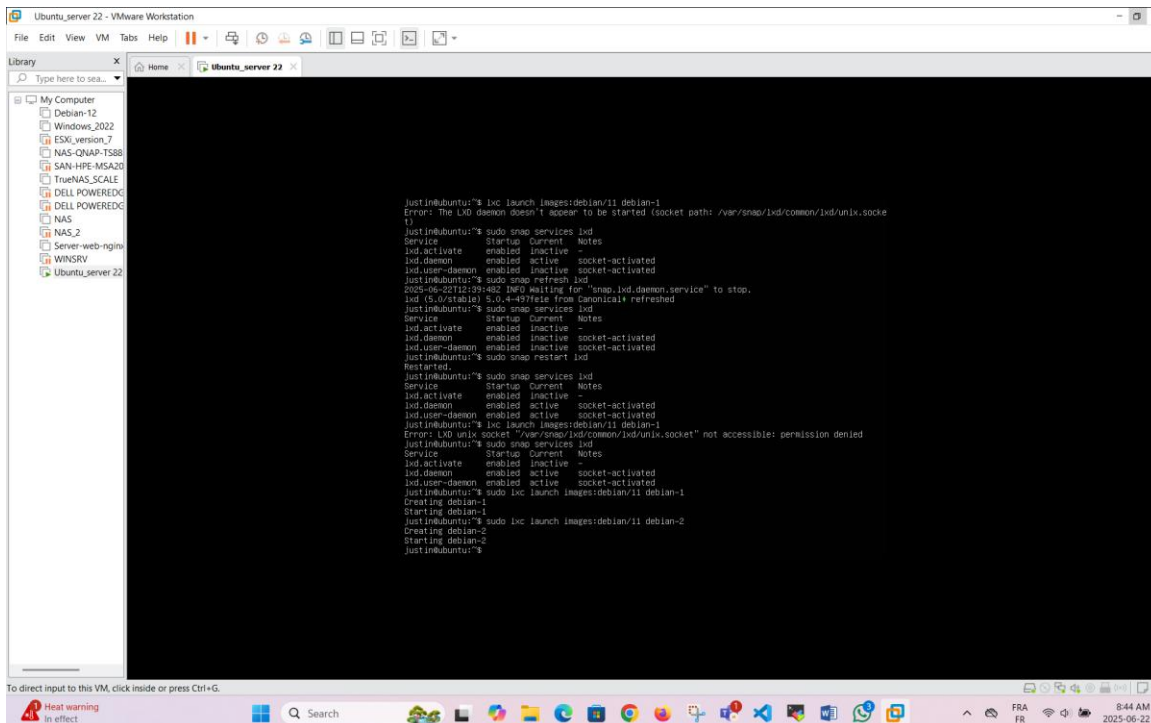 Ubuntu_server 22 - VMware Workstation
File Edit View VM Tabs Help
Library
Type here to sea...
Home
Ubuntu_server 22
My Computer
Debian-12
Windows_2022
ESXi_version_7
NAS-QNAP-TS88
SAN-HPE-MSA20
TrueNAS_SCALE
DELL POWEREDG
DELL POWEREDG
NAS
NAS_2
Server-web-ngin
WINSRV
Ubuntu_server 22
justin@ubuntu:~$ lxc launch images:debian/11 debian-1
Error: The LXD daemon doesn't appear to be started (socket path: /var/snap/lxd/common/lxd/unix.socke
t)
justin@ubuntu:~$ sudo snap services lxd
Service Startup Current Notes
lxd.activate enabled inactive -
lxd.daemon enabled active socket-activated
lxd.user-daemon enabled inactive socket-activated
justin@ubuntu:~$ sudo snap refresh lxd
2025-06-22T12:39:48Z INFO Waiting for "snap.lxd.daemon.service" to stop.
lxd (5.0/stable) 5.0.4-497fe1e from Canonical♦ refreshed
justin@ubuntu:~$ sudo snap services lxd
Service Startup Current Notes
lxd.activate enabled inactive -
lxd.daemon enabled inactive socket-activated
lxd.user-daemon enabled inactive socket-activated
justin@ubuntu:~$ sudo snap restart lxd
Restarted.
justin@ubuntu:~$ sudo snap services lxd
Service Startup Current Notes
lxd.activate enabled inactive -
lxd.daemon enabled active socket-activated
lxd.user-daemon enabled active socket-activated
justin@ubuntu:~$ lxc launch images:debian/11 debian-1
Error: LXD unix socket "/var/snap/lxd/common/lxd/unix.socket" not accessible: permission denied
justin@ubuntu:~$ sudo snap services lxd
Service Startup Current Notes
lxd.activate enabled inactive -
lxd.daemon enabled active socket-activated
lxd.user-daemon enabled active socket-activated
justin@ubuntu:~$ sudo lxc launch images:debian/11 debian-1
Creating debian-1
Starting debian-1
justin@ubuntu:~$ sudo lxc launch images:debian/11 debian-2
Creating debian-2
Starting debian-2
justin@ubuntu:~$
To direct input to this VM, click inside or press Ctrl+G.
Heat warning
In effect
Search
FRA
FR
8:44 AM
2025-06-22